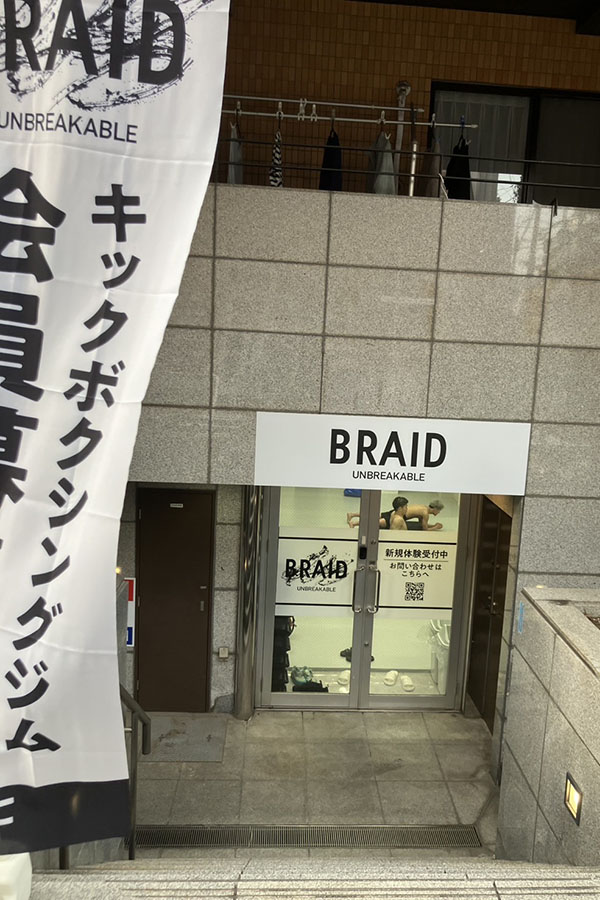 BRAID
UNBREAKABLE
キックボクシングジム
会員募
BRAID
UNBREAKABLE
BRAID
UNBREAKABLE
新規体験受付中
お問い合わせは
こちらへ